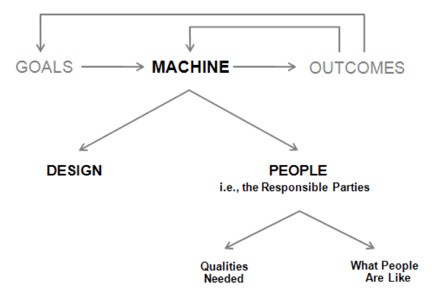 GOALS MACHINE OUTCOMES
DESIGN PEOPLE
i.e., the Responsible Parties
Qualities
Needed
What People
Are Like